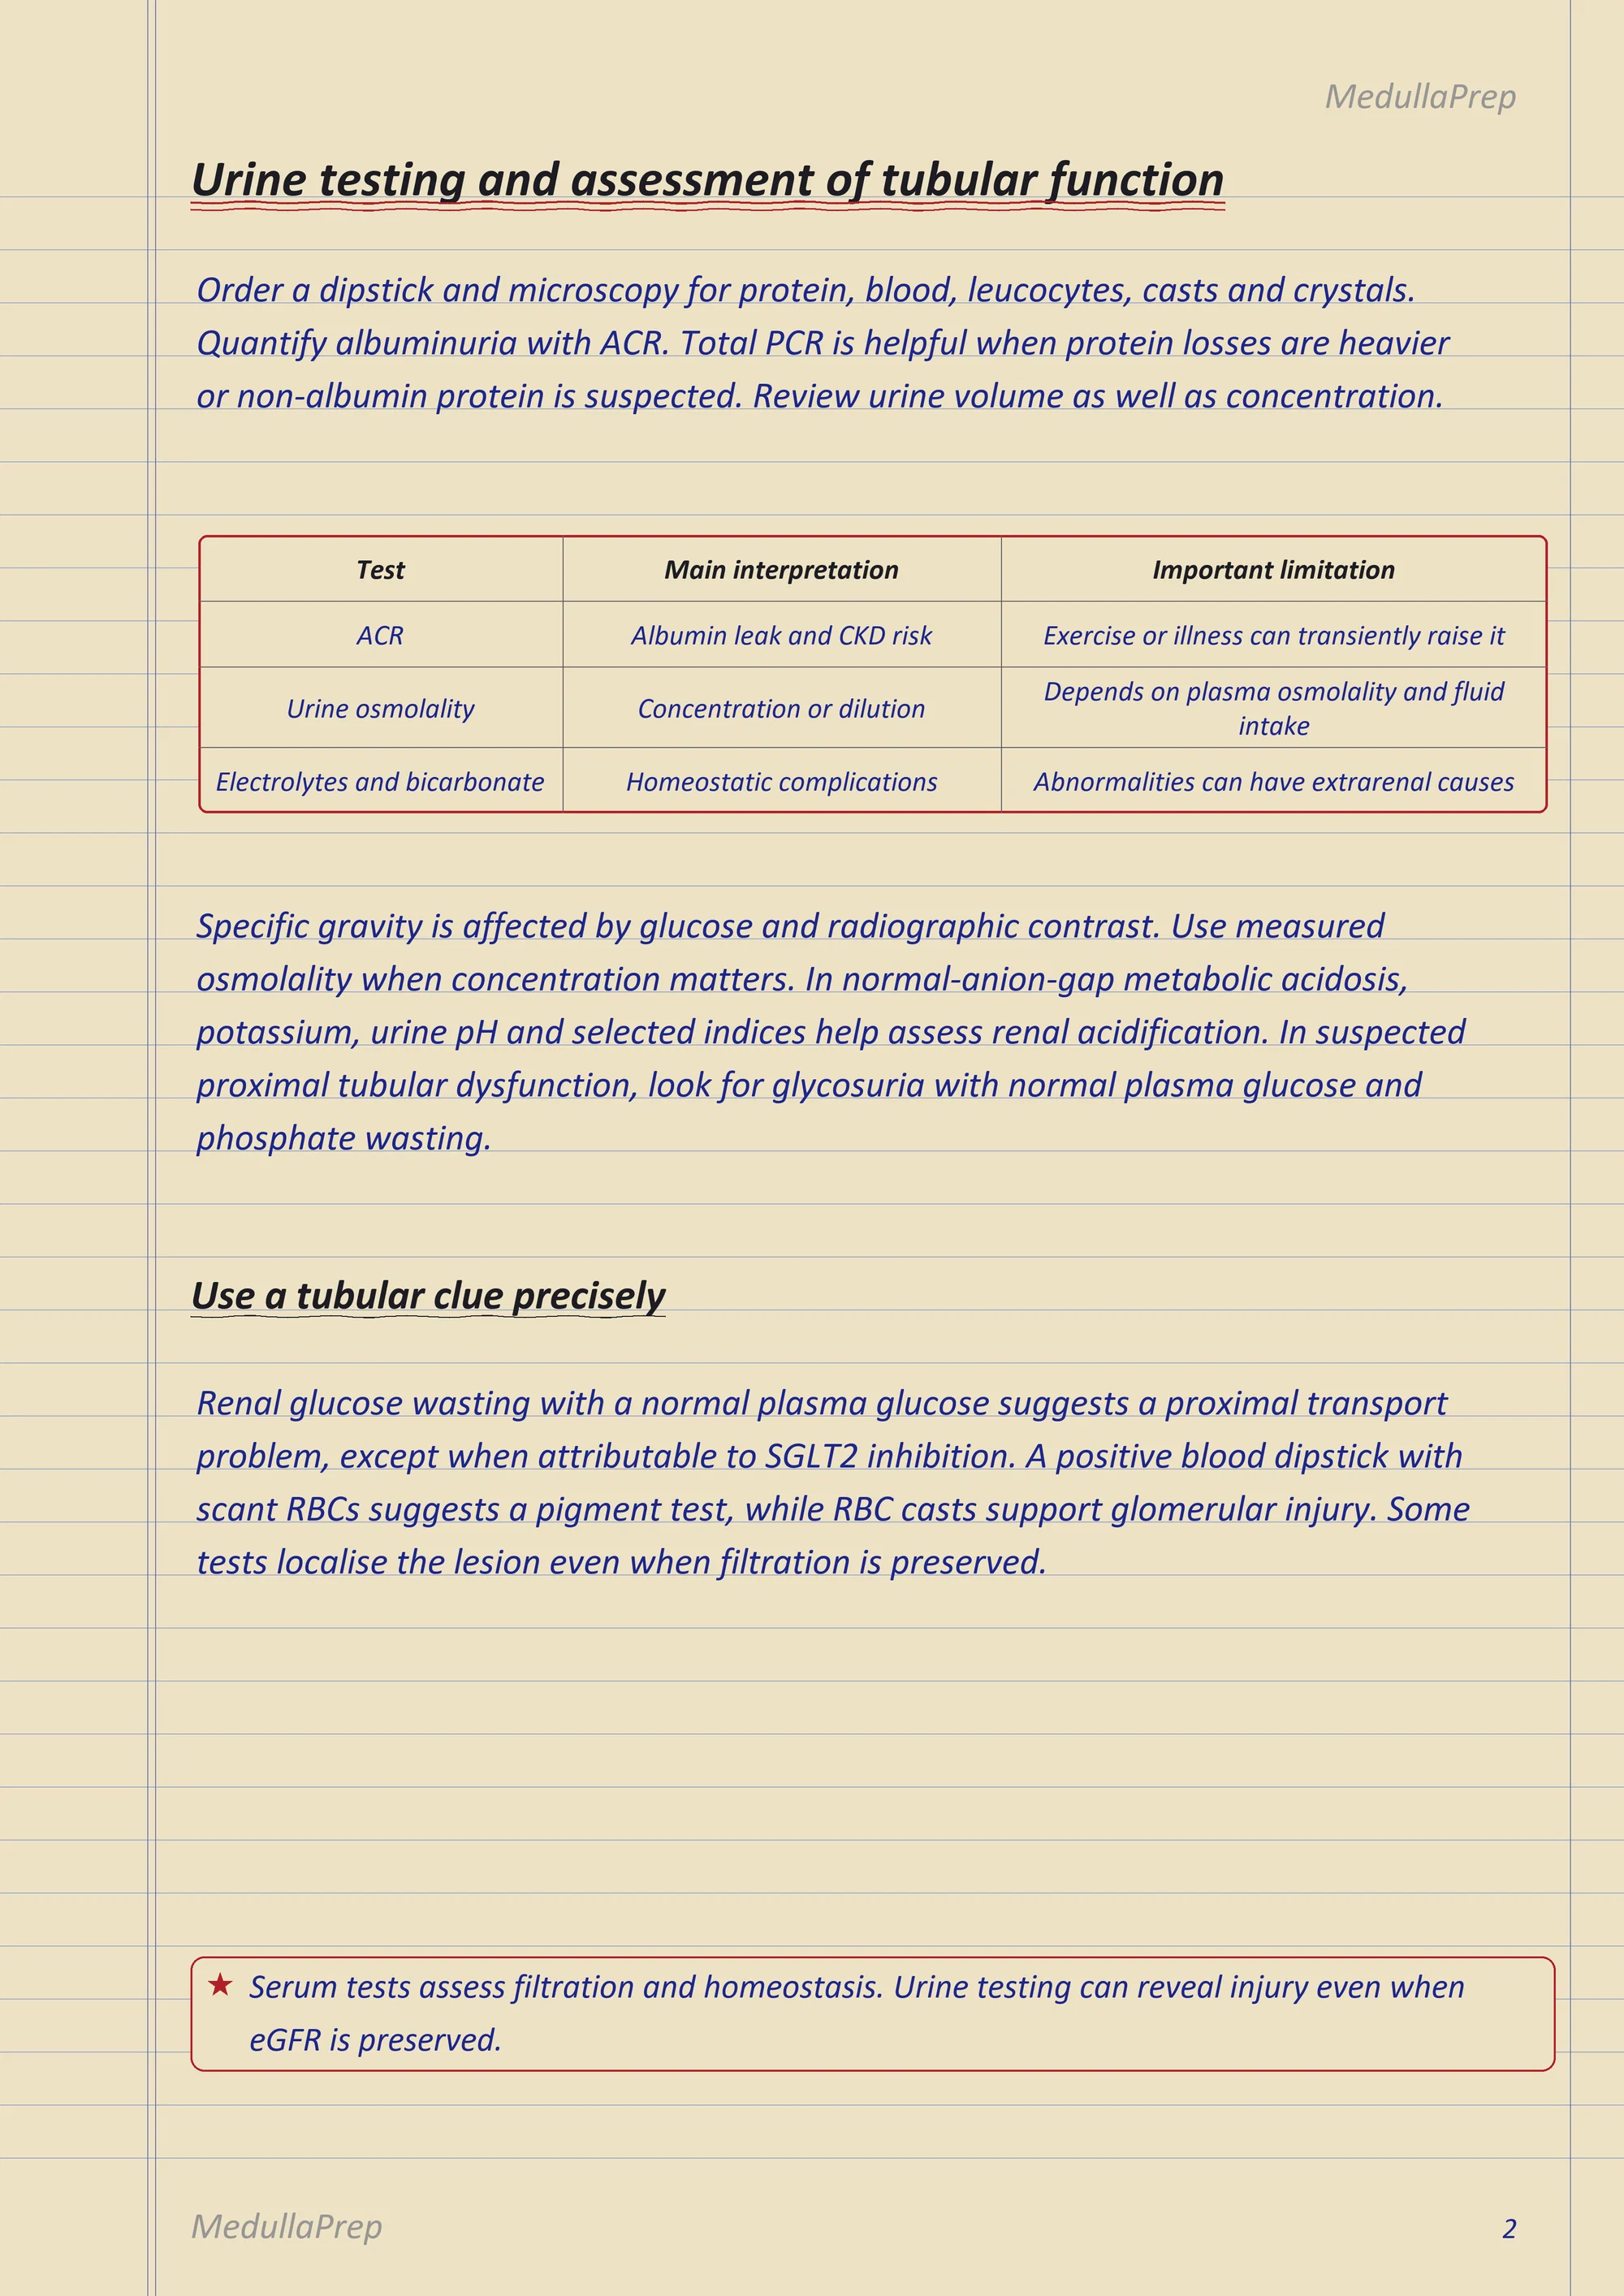 MedullaPrep
Urine testing and assessment of tubular function
Order a dipstick and microscopy for protein, blood, leucocytes, casts and crystals.
Quantify albuminuria with ACR. Total PCR is helpful when protein losses are heavier
or non-albumin protein is suspected. Review urine volume as well as concentration.
Test Main interpretation Important limitation
ACR Albumin leak and CKD risk Exercise or illness can transiently raise it
Urine osmolality Concentration or dilution Depends on plasma osmolality and fluid
intake
Electrolytes and bicarbonate Homeostatic complications Abnormalities can have extrarenal causes
Specific gravity is affected by glucose and radiographic contrast. Use measured
osmolality when concentration matters. In normal-anion-gap metabolic acidosis,
potassium, urine pH and selected indices help assess renal acidification. In suspected
proximal tubular dysfunction, look for glycosuria with normal plasma glucose and
phosphate wasting.
Use a tubular clue precisely
Renal glucose wasting with a normal plasma glucose suggests a proximal transport
problem, except when attributable to SGLT2 inhibition. A positive blood dipstick with
scant RBCs suggests a pigment test, while RBC casts support glomerular injury. Some
tests localise the lesion even when filtration is preserved.
★ Serum tests assess filtration and homeostasis. Urine testing can reveal injury even when
eGFR is preserved.
MedullaPrep 2